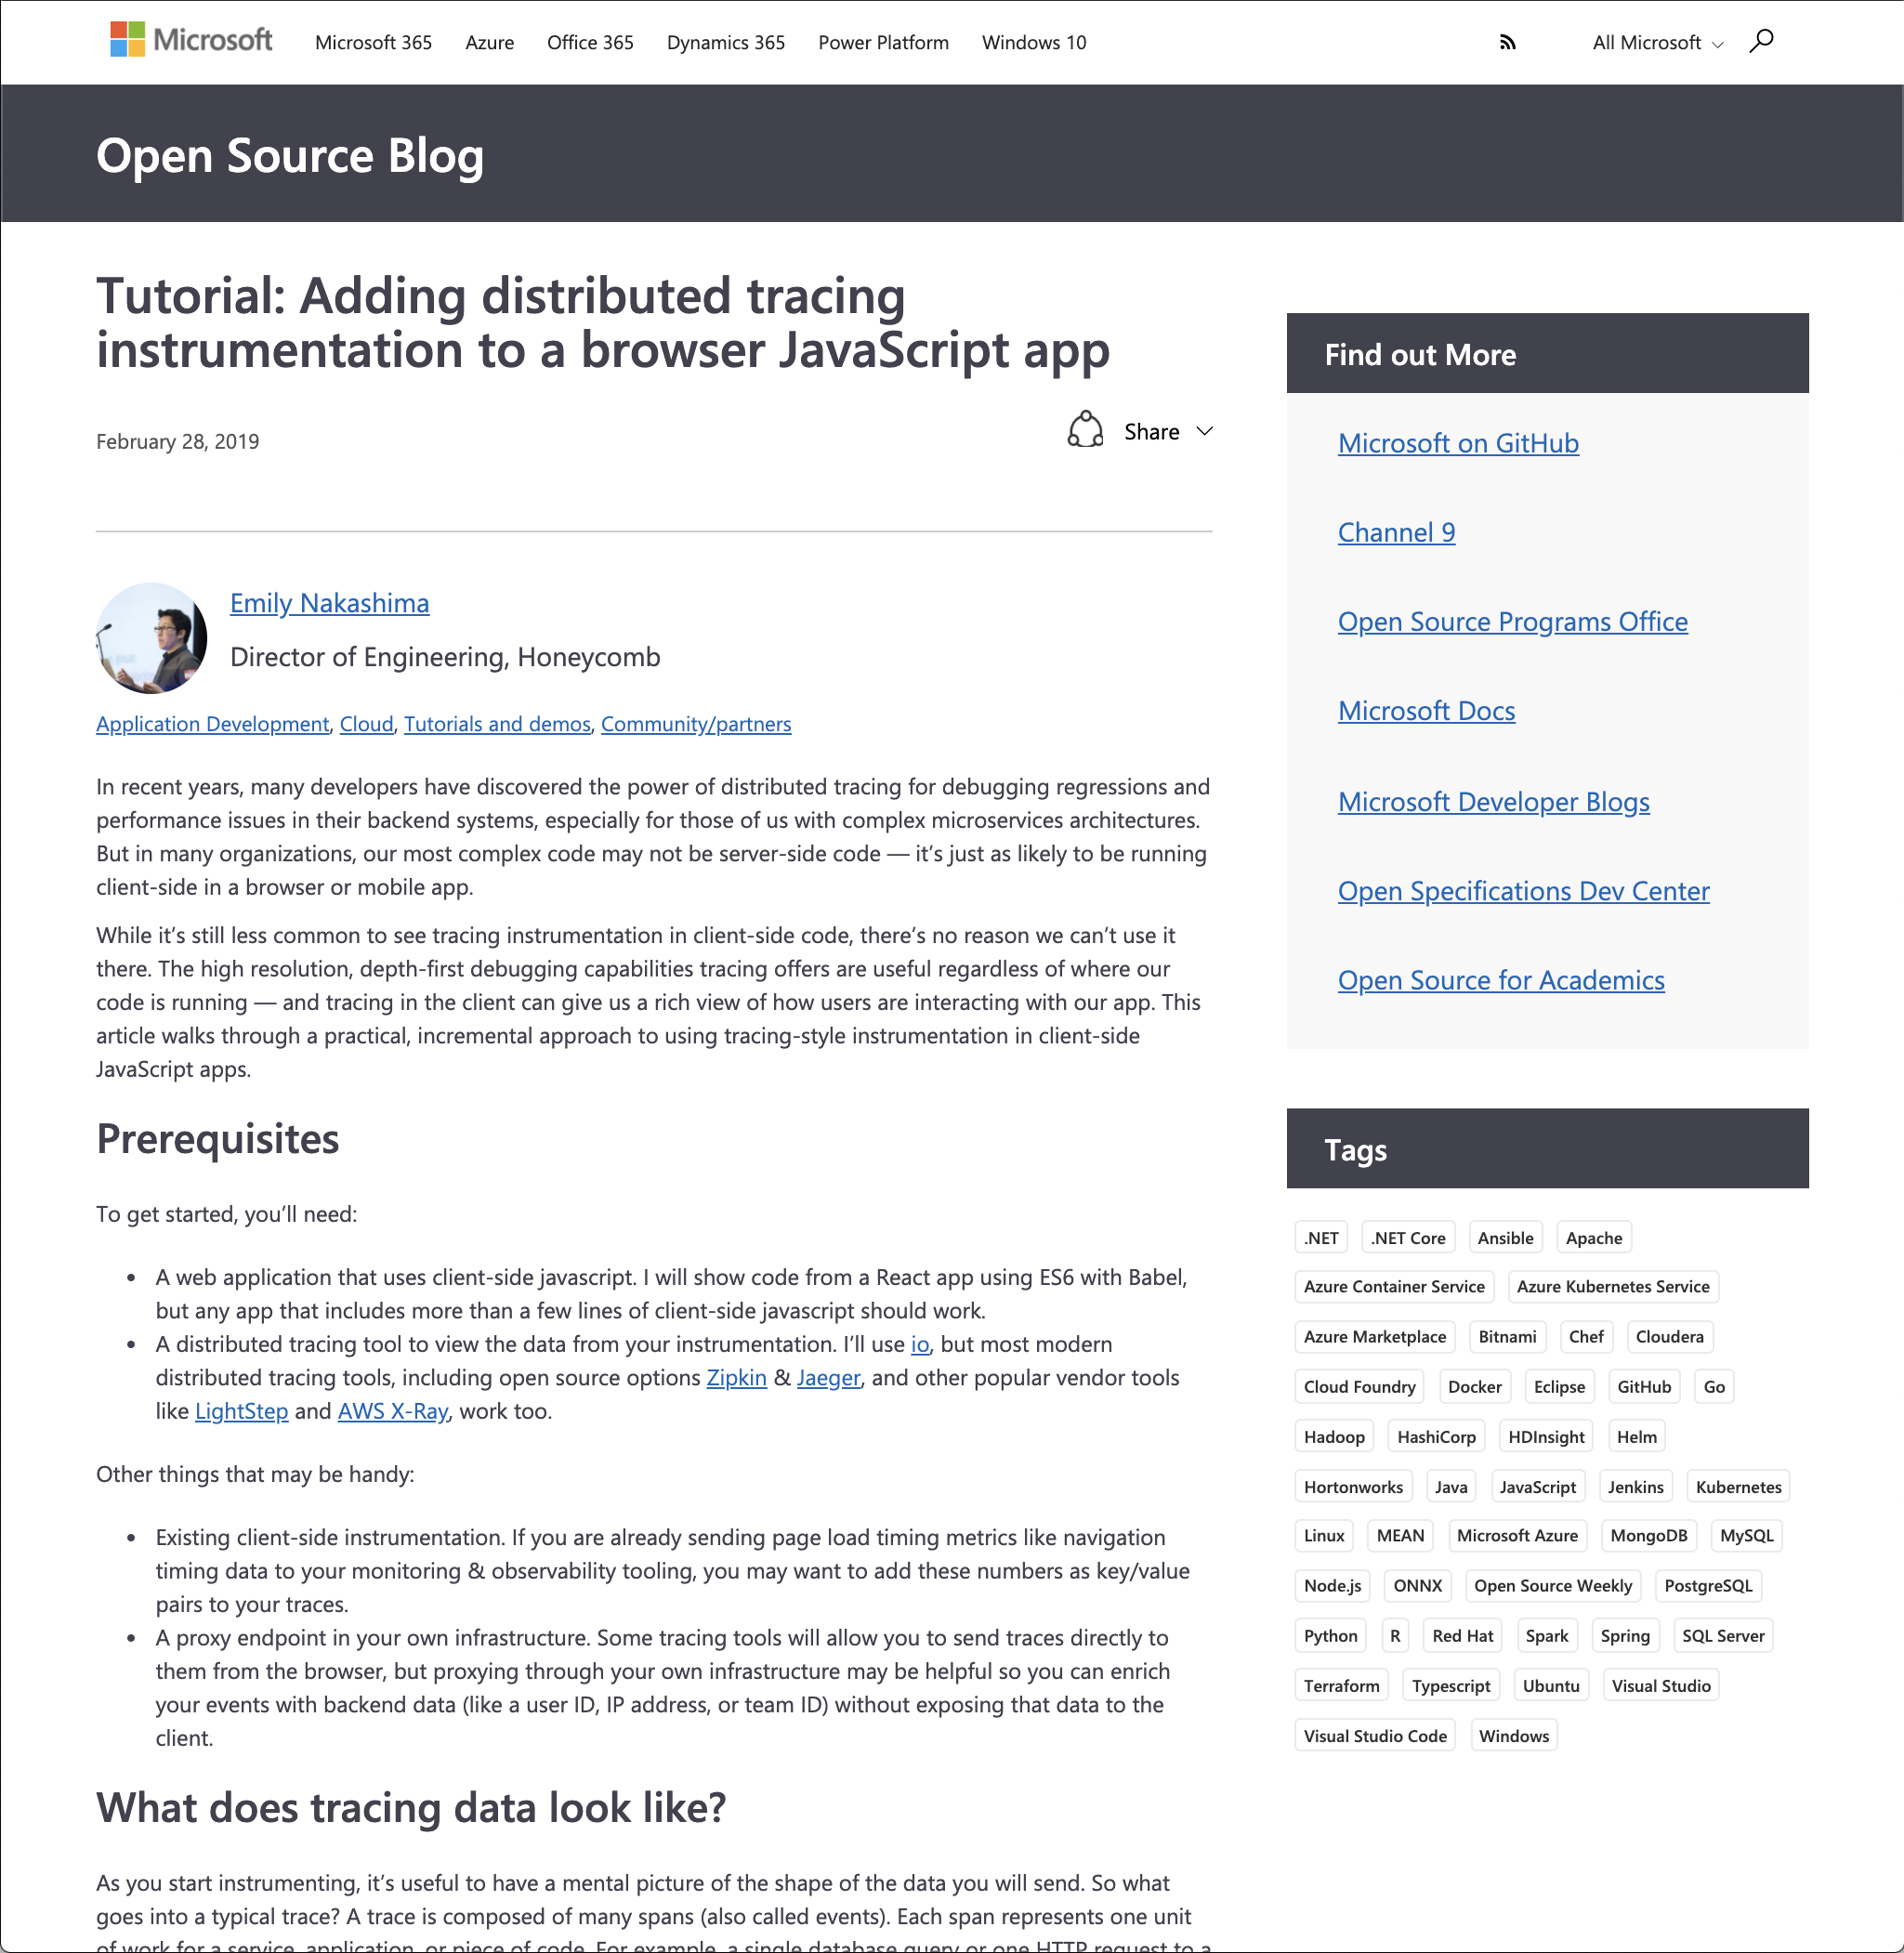 Microsoft
Microsoft 365
Azure
Office 365
Dynamics 365
Power Platform
Windows 10
All Microsoft
Open Source Blog
Tutorial: Adding distributed tracing
instrumentation to a browser JavaScript app
February 28, 2019
Share
Emily Nakashima
Director of Engineering, Honeycomb
Application Development, Cloud, Tutorials and demos, Community/partners
In recent years, many developers have discovered the power of distributed tracing for debugging regressions and
performance issues in their backend systems, especially for those of us with complex microservices architectures.
But in many organizations, our most complex code may not be server-side code — it’s just as likely to be running
client-side in a browser or mobile app.
While it’s still less common to see tracing instrumentation in client-side code, there’s no reason we can’t use it
there. The high resolution, depth-first debugging capabilities tracing offers are useful regardless of where our
code is running — and tracing in the client can give us a rich view of how users are interacting with our app. This
article walks through a practical, incremental approach to using tracing-style instrumentation in client-side
JavaScript apps.
Prerequisites
To get started, you’ll need:
• A web application that uses client-side javascript. I will show code from a React app using ES6 with Babel,
but any app that includes more than a few lines of client-side javascript should work.
• A distributed tracing tool to view the data from your instrumentation. I’ll use io, but most modern
distributed tracing tools, including open source options Zipkin & Jaeger, and other popular vendor tools
like LightStep and AWS X-Ray, work too.
Other things that may be handy:
• Existing client-side instrumentation. If you are already sending page load timing metrics like navigation
timing data to your monitoring & observability tooling, you may want to add these numbers as key/value
pairs to your traces.
• A proxy endpoint in your own infrastructure. Some tracing tools will allow you to send traces directly to
them from the browser, but proxying through your own infrastructure may be helpful so you can enrich
your events with backend data (like a user ID, IP address, or team ID) without exposing that data to the
client.
What does tracing data look like?
As you start instrumenting, it’s useful to have a mental picture of the shape of the data you will send. So what
goes into a typical trace? A trace is composed of many spans (also called events). Each span represents one unit
of work for a service, application, or piece of code. For example, a single database query or one HTTP request to a
Find out More
Microsoft on GitHub
Channel 9
Open Source Programs Office
Microsoft Docs
Microsoft Developer Blogs
Open Specifications Dev Center
Open Source for Academics
Tags
.NET .NET Core Ansible Apache
Azure Container Service Azure Kubernetes Service
Azure Marketplace Bitnami Chef Cloudera
Cloud Foundry Docker Eclipse GitHub Go
Hadoop HashiCorp HDInsight Helm
Hortonworks Java JavaScript Jenkins Kubernetes
Linux MEAN Microsoft Azure MongoDB MySQL
Node.js ONNX Open Source Weekly PostgreSQL
Python R Red Hat Spark Spring SQL Server
Terraform Typescript Ubuntu Visual Studio
Visual Studio Code Windows